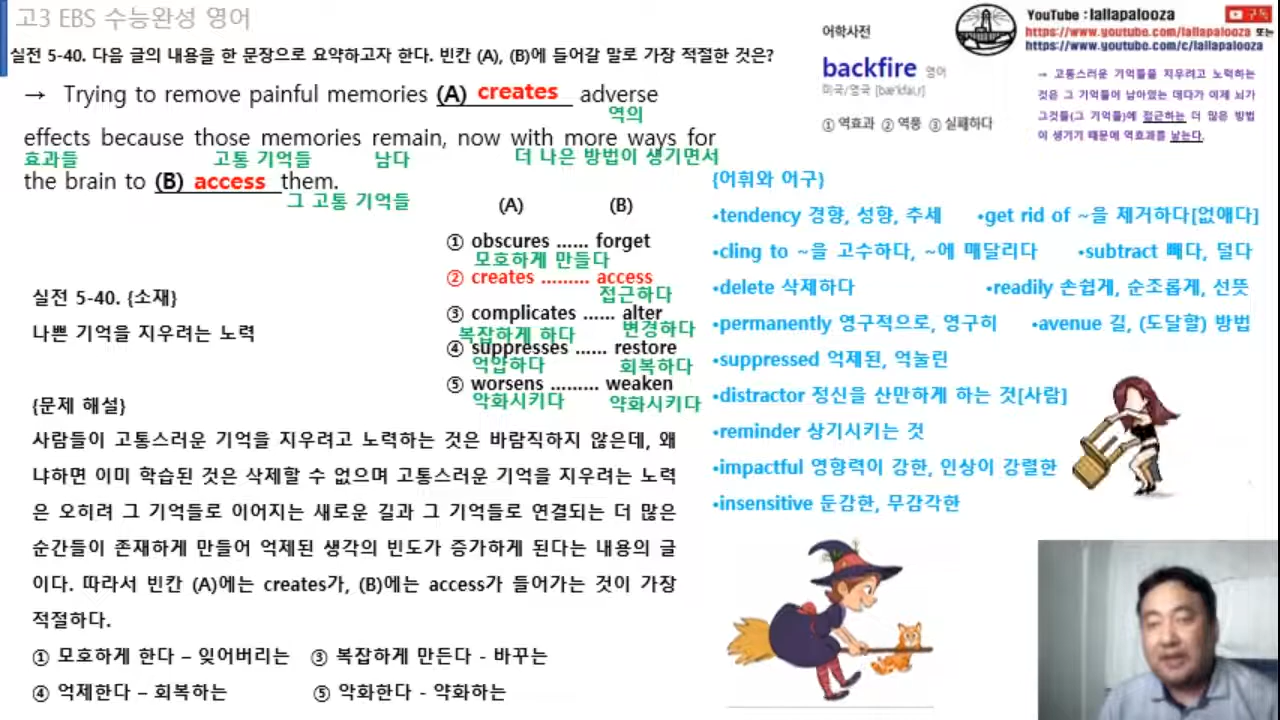 고3 EBS 수능완성 영어
실전 5-40. 다음 글의 내용을 한 문장으로 요약하고자 한다. 빈칸 (A), (B)에 들어갈 말로 가장 적절한 것은?
→ Trying to remove painful memories (A) creates adverse
역의
effects because those memories remain, now with more ways for
효과들 고통 기억들 남다 더 나은 방법이 생기면서
the brain to (B) access them.
그 고통 기억들
(A) (B)
① obscures ...... forget
모호하게 만들다
② creates ......... access
접근하다
③ complicates ...... alter
복잡하게 하다 변경하다
④ suppresses ...... restore
억압하다 회복하다
⑤ worsens ......... weaken
악화시키다 약화시키다
실전 5-40. {소재}
나쁜 기억을 지우려는 노력
{문제 해설}
사람들이 고통스러운 기억을 지우려고 노력하는 것은 바람직하지 않은데, 왜
냐하면 이미 학습된 것은 삭제할 수 없으며 고통스러운 기억을 지우려는 노력
은 오히려 그 기억들로 이어지는 새로운 길과 그 기억들로 연결되는 더 많은
순간들이 존재하게 만들어 억제된 생각의 빈도가 증가하게 된다는 내용의 글
이다. 따라서 빈칸 (A)에는 creates가, (B)에는 access가 들어가는 것이 가장
적절하다.
① 모호하게 한다 – 잊어버리는 ③ 복잡하게 만든다 - 바꾸는
④ 억제한다 – 회복하는 ⑤ 악화한다 - 약화하는
어학사전
backfire 영어
미국/영국 [bækˈfaɪ,r]
① 역효과 ② 역풍 ③ 실패하다
YouTube : lallapalooza
구독
https://www.youtube.com/lallapalooza 또는
https://www.youtube.com/c/lallapalooza
→ 고통스러운 기억들을 지우려고 노력하는
것은 그 기억들이 남아있는 데다가 이제 뇌가
그것들(그 기억들)에 접근하는 더 많은 방법
이 생기기 때문에 역효과를 낳는다.
{어휘와 어구}
•tendency 경향, 성향, 추세 •get rid of ~을 제거하다[없애다]
•cling to ~을 고수하다, ~에 매달리다 •subtract 빼다, 덜다
•delete 삭제하다 •readily 손쉽게, 순조롭게, 선뜻
•permanently 영구적으로, 영구히 •avenue 길, (도달할) 방법
•suppressed 억제된, 억눌린
•distractor 정신을 산만하게 하는 것[사람]
•reminder 상기시키는 것
•impactful 영향력이 강한, 인상이 강렬한
•insensitive 둔감한, 무감각한